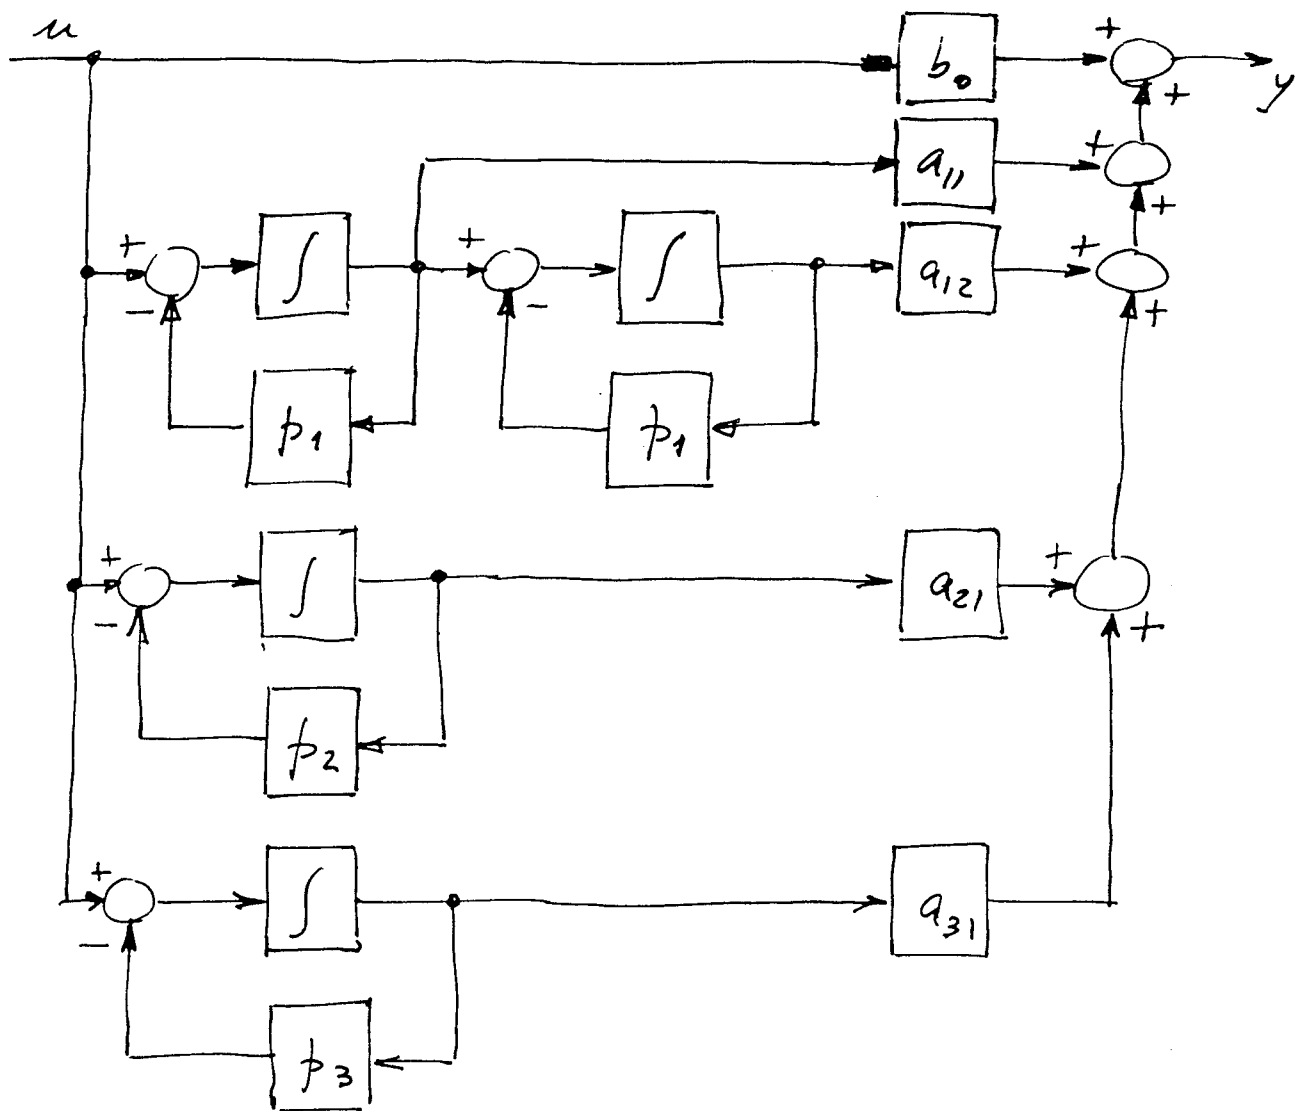 u
b₀
+
+
y
a₁₁
+
+
+ ∫ + ∫ a₁₂ +
- - +
p₁ p₁
+ ∫ a₂₁ +
- +
p₂
+ ∫ a₃₁
-
p₃